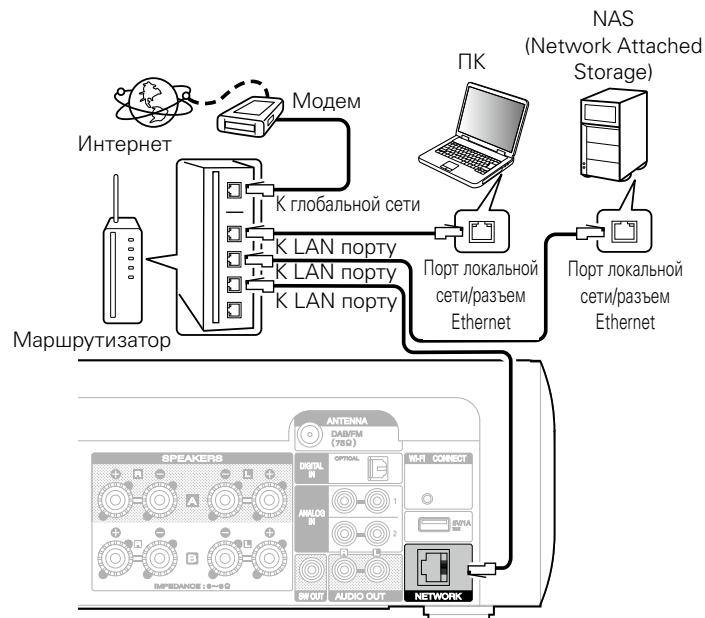 NAS
(Network Attached
Storage)
ПК
Модем
Интернет
К глобальной сети
К LAN порту
К LAN порту
К LAN порту
Порт локальной
сети/разъем
Ethernet
Порт локальной
сети/разъем
Ethernet
Маршрутизатор
ANTENNA
DAB/FM
(75Ω)
SPEAKERS
R
L
A
DIGITAL
IN
OPTICAL
WI-FI CONNECT
ANALOG
IN
1
2
5V/1A
R
L
B
R
L
IMPEDANCE : 6~8Ω
SW OUT
AUDIO OUT
NETWORK